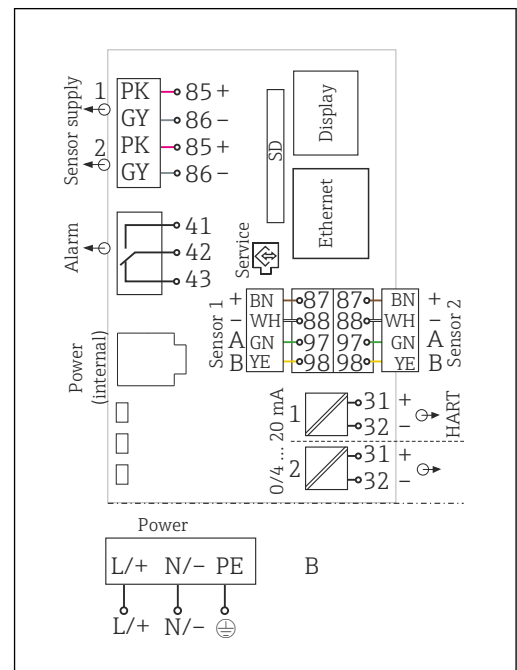 Sensor supply
1
PK
85 +
GY
86 –
2
PK
85 +
GY
86 –
Display
SD
Ethernet
Alarm
41
42
43
Service
Sensor 1
+ BN 87 87 BN +
– WH 88 88 WH –
A GN 97 97 GN A
B YE 98 98 YE B
Sensor 2
Power
(internal)
0/4 ... 20 mA
1
31 +
32 –
HART
2
31 +
32 –
Power
L/+ N/– PE
B
L/+ N/–